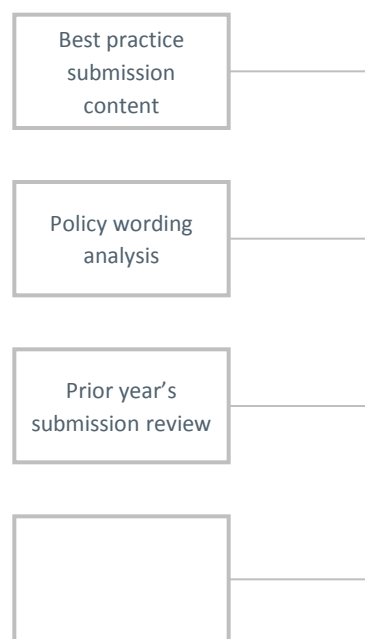 Best practice
submission
content
Policy wording
analysis
Prior year’s
submission review